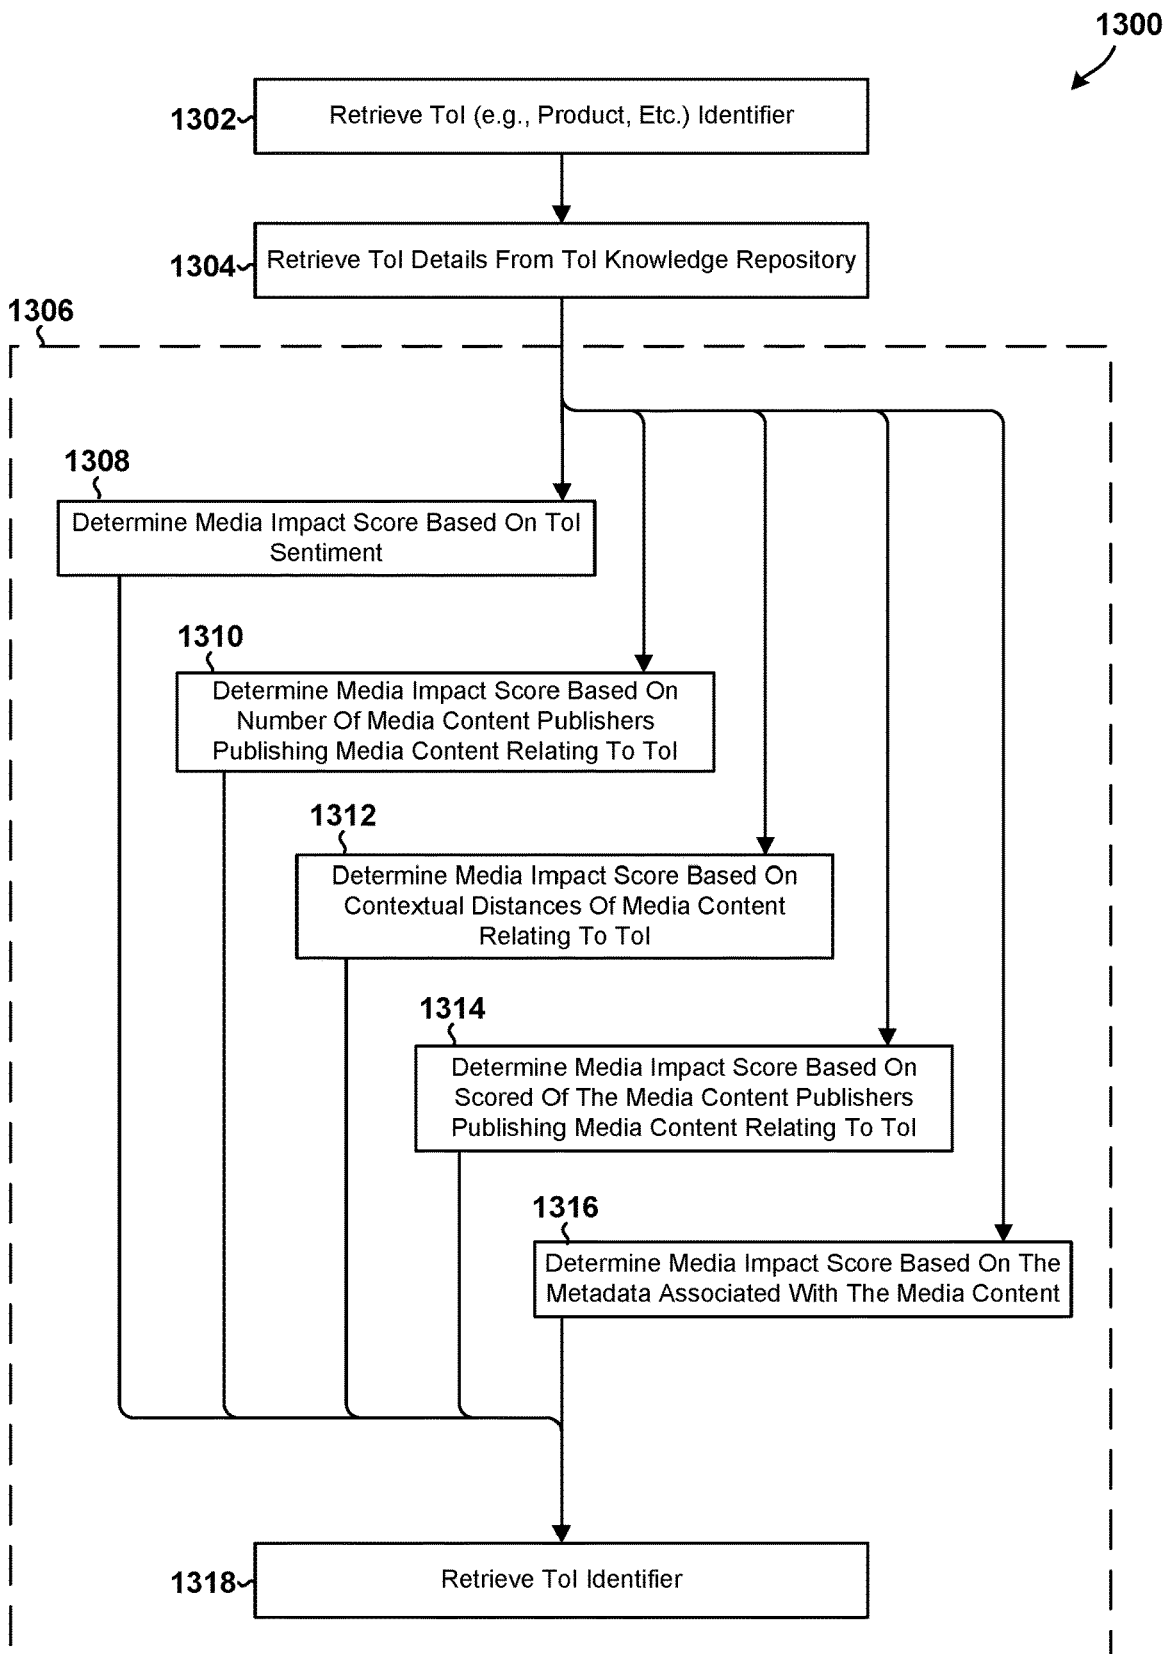 1300
1302
Retrieve ToI (e.g., Product, Etc.) Identifier
1304
Retrieve ToI Details From ToI Knowledge Repository
1306
1308
Determine Media Impact Score Based On ToI
Sentiment
1310
Determine Media Impact Score Based On
Number Of Media Content Publishers
Publishing Media Content Relating To ToI
1312
Determine Media Impact Score Based On
Contextual Distances Of Media Content
Relating To ToI
1314
Determine Media Impact Score Based On
Scored Of The Media Content Publishers
Publishing Media Content Relating To ToI
1316
Determine Media Impact Score Based On The
Metadata Associated With The Media Content
1318
Retrieve ToI Identifier